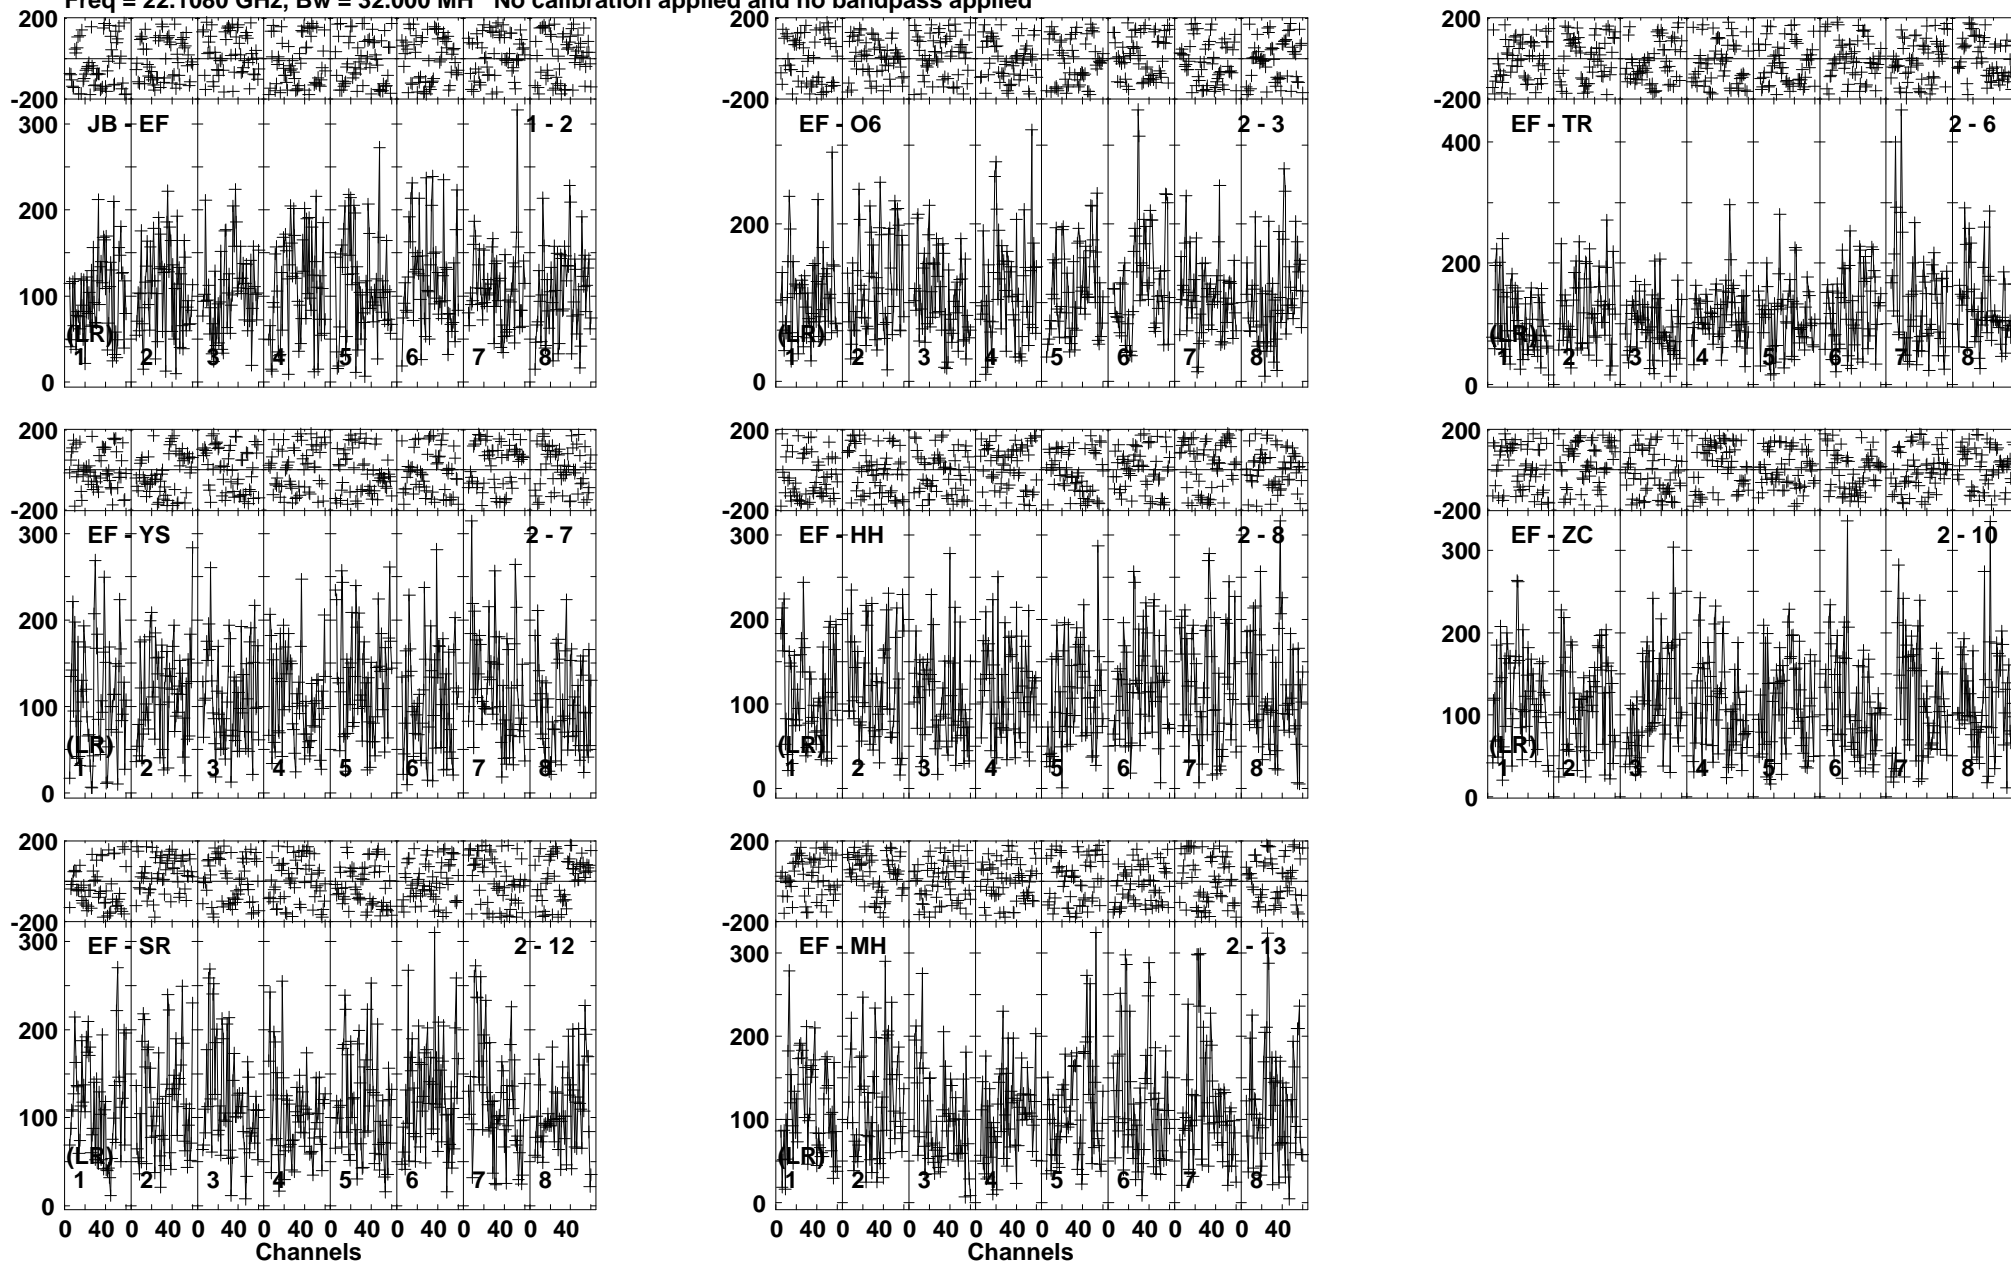 Freq = 22.1080 GHz, Bw = 32.000 MH No calibration applied and no bandpass applied
200
-200
JB - EF 1 - 2
300
200
100
0
(LR)
1 2 3 4 5 6 7 8
200
-200
EF - O6 2 - 3
200
0
(LR)
1 2 3 4 5 6 7 8
200
-200
EF - TR 2 - 6
400
200
0
(LR)
1 2 3 4 5 6 7 8
200
-200
EF - YS 2 - 7
300
200
100
0
(LR)
1 2 3 4 5 6 7 8
200
-200
EF - HH 2 - 8
300
200
100
0
(LR)
1 2 3 4 5 6 7 8
200
-200
EF - ZC 2 - 10
300
200
100
0
(LR)
1 2 3 4 5 6 7 8
200
-200
EF - SR 2 - 12
300
200
100
0
(LR)
1 2 3 4 5 6 7 8
0 40 0 40 0 40 0 40 0 40 0 40 0 40 0 40
Channels
200
-200
EF - MH 2 - 13
300
200
100
0
(LR)
1 2 3 4 5 6 7 8
0 40 0 40 0 40 0 40 0 40 0 40 0 40 0 40
Channels